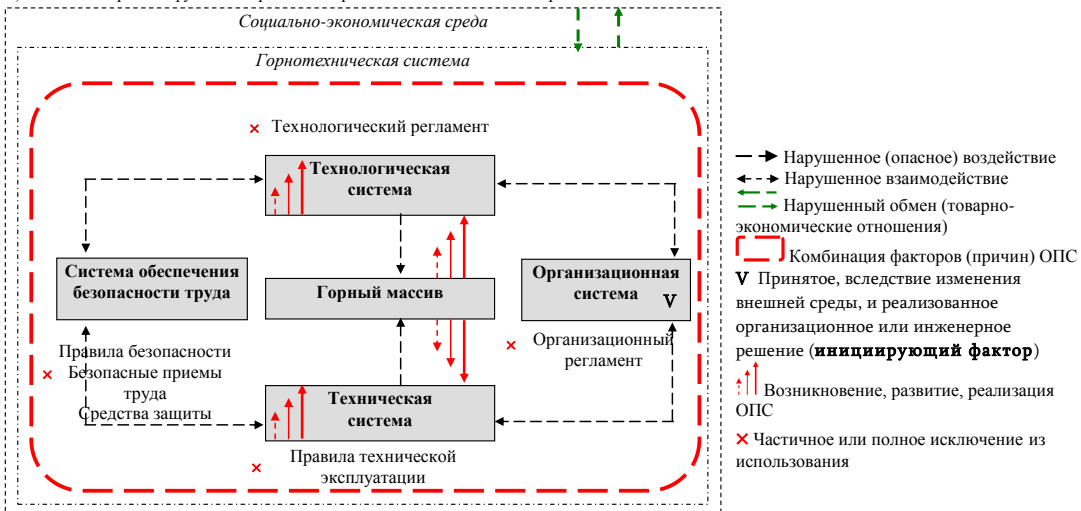 Социально-экономическая среда
Горнотехническая система
× Технологический регламент
Технологическая
система
Система обеспечения
безопасности труда
Горный массив
Организационная
система
V
Правила безопасности
× Безопасные приемы
труда
Средства защиты
× Организационный
регламент
Техническая
система
Правила технической
× эксплуатации
Нарушенное (опасное) воздействие
Нарушенное взаимодействие
Нарушенный обмен (товарно-
экономические отношения)
Комбинация факторов (причин) ОПС
V Принятое, вследствие изменения
внешней среды, и реализованное
организационное или инженерное
решение (инициирующий фактор)
Возникновение, развитие, реализация
ОПС
× Частичное или полное исключение из
использования